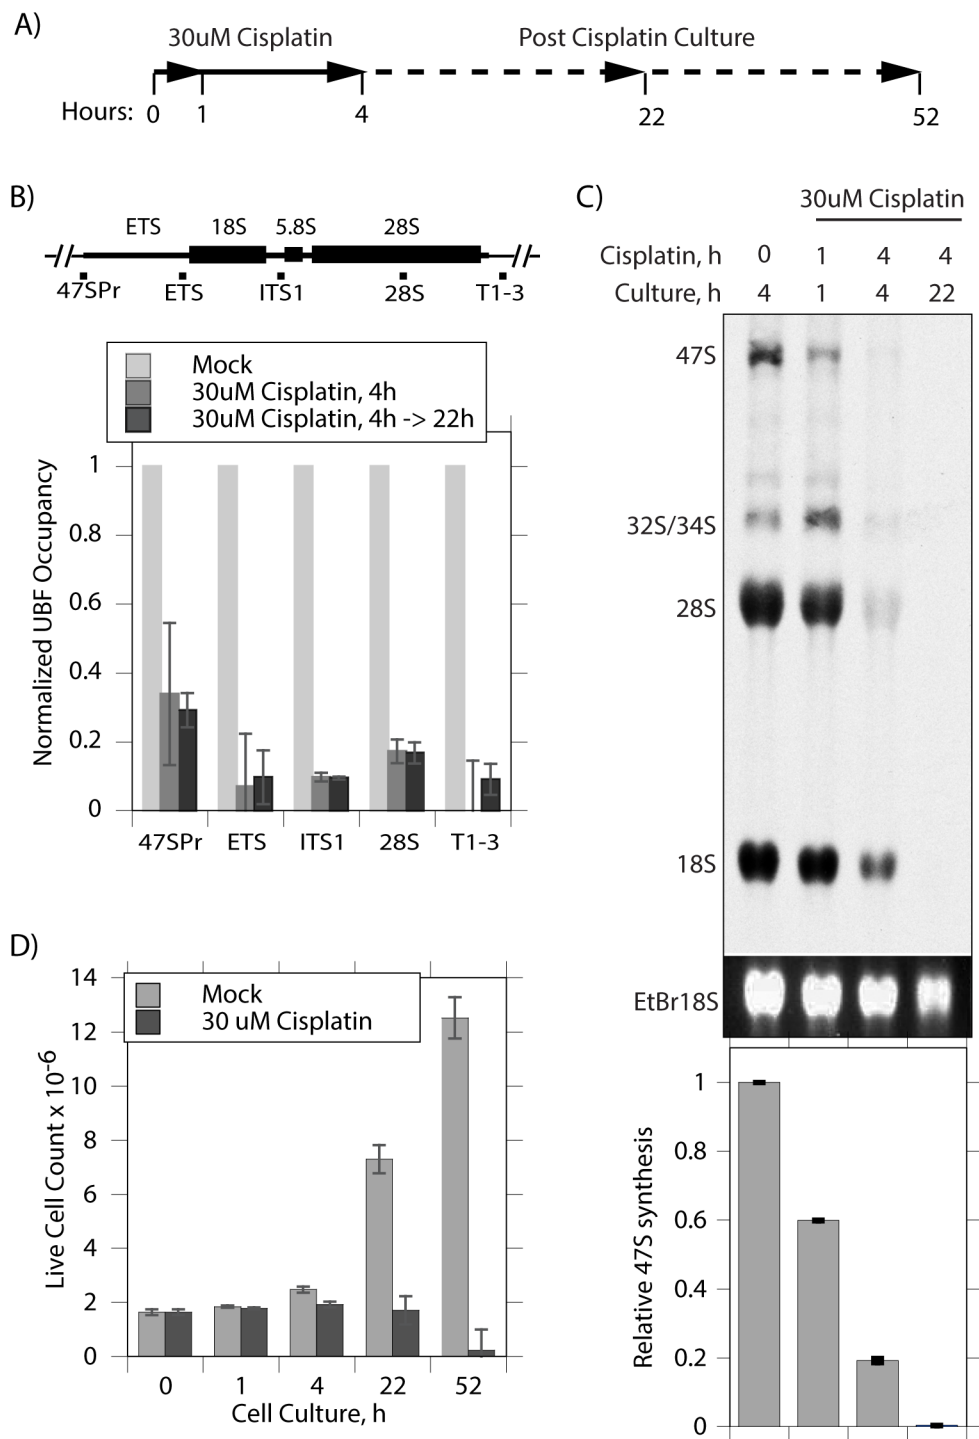 A)
30uM Cisplatin
Post Cisplatin Culture
Hours: 0 1 4 22 52
B)
ETS 18S 5.8S 28S
47SPr ETS ITS1 28S T1-3
Mock
30uM Cisplatin, 4h
30uM Cisplatin, 4h -> 22h
Normalized UBF Occupancy
1
0.8
0.6
0.4
0.2
0
47SPr ETS ITS1 28S T1-3
C)
30uM Cisplatin
Cisplatin, h 0 1 4 4
Culture, h 4 1 4 22
47S
32S/34S
28S
18S
EtBr18S
Relative 47S synthesis
1
0.8
0.6
0.4
0.2
0
D)
Mock
30 uM Cisplatin
Live Cell Count x 10-6
14
12
10
8
6
4
2
0
0 1 4 22 52
Cell Culture, h